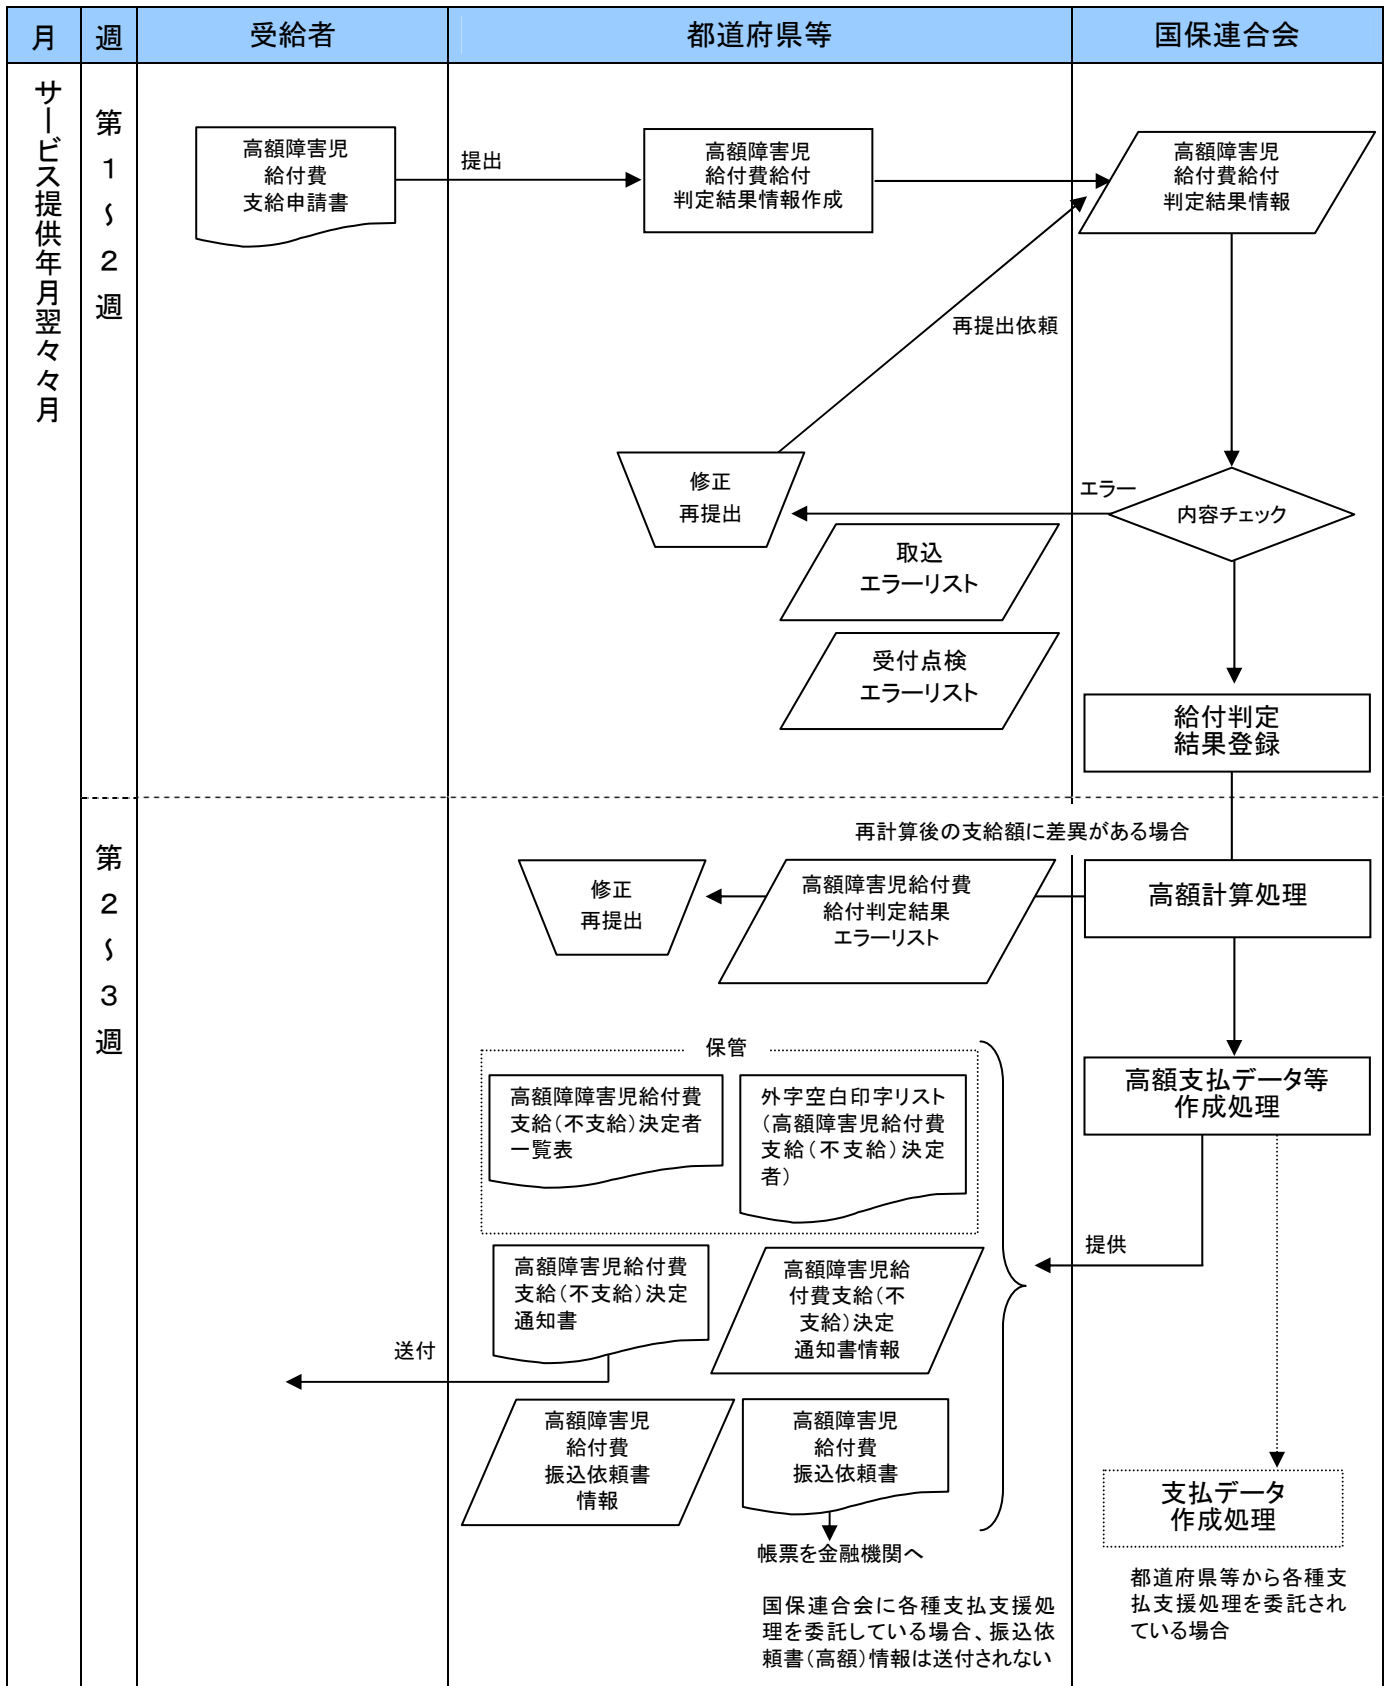 月
週
受給者
都道府県等
国保連合会
サービス提供年月翌々々月
第1～2週
高額障害児
給付費
支給申請書
提出
高額障害児
給付費給付
判定結果情報作成
高額障害児
給付費給付
判定結果情報
再提出依頼
修正
再提出
エラー
内容チェック
取込
エラーリスト
受付点検
エラーリスト
給付判定
結果登録
第2～3週
再計算後の支給額に差異がある場合
修正
再提出
高額障害児給付費
給付判定結果
エラーリスト
高額計算処理
保管
高額障障害児給付費
支給（不支給）決定者
一覧表
外字空白印字リスト
（高額障害児給付費
支給（不支給）決定
者）
高額支払データ等
作成処理
提供
高額障害児給付費
支給（不支給）決定
通知書
高額障害児給
付費支給（不
支給）決定
通知書情報
送付
高額障害児
給付費
振込依頼書
情報
高額障害児
給付費
振込依頼書
帳票を金融機関へ
支払データ
作成処理
国保連合会に各種支払支援処
理を委託している場合、振込依
頼書（高額）情報は送付されない
都道府県等から各種支
払支援処理を委託され
ている場合